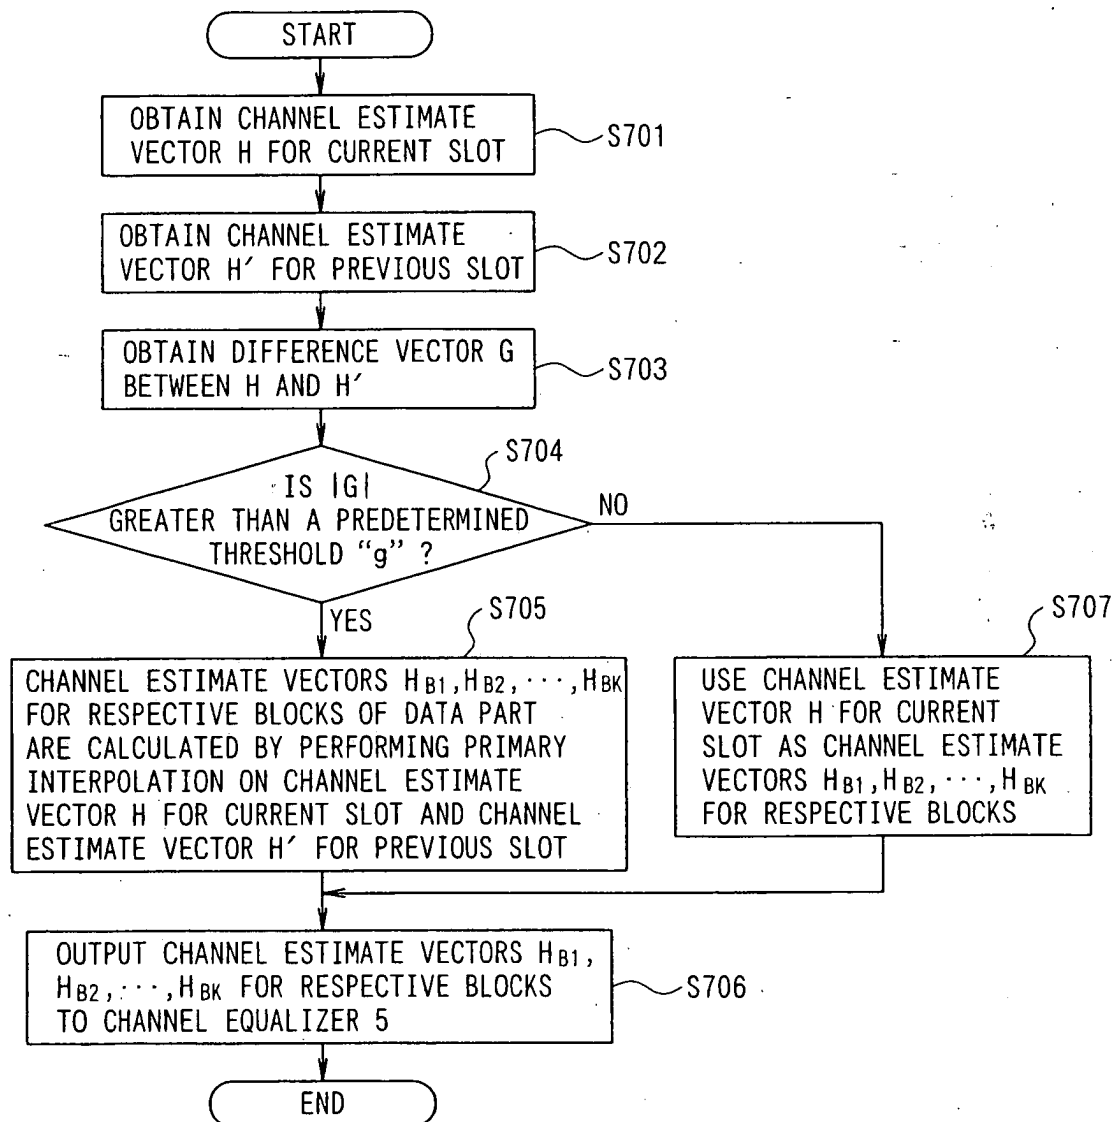 START
OBTAIN CHANNEL ESTIMATE
VECTOR H FOR CURRENT SLOT
S701
OBTAIN CHANNEL ESTIMATE
VECTOR H′ FOR PREVIOUS SLOT
S702
OBTAIN DIFFERENCE VECTOR G
BETWEEN H AND H′
S703
S704
IS |G|
GREATER THAN A PREDETERMINED
THRESHOLD “g” ?
NO
YES
S705
CHANNEL ESTIMATE VECTORS HB1,HB2,···,HBK
FOR RESPECTIVE BLOCKS OF DATA PART
ARE CALCULATED BY PERFORMING PRIMARY
INTERPOLATION ON CHANNEL ESTIMATE
VECTOR H FOR CURRENT SLOT AND CHANNEL
ESTIMATE VECTOR H′ FOR PREVIOUS SLOT
S707
USE CHANNEL ESTIMATE
VECTOR H FOR CURRENT
SLOT AS CHANNEL ESTIMATE
VECTORS HB1,HB2,···,HBK
FOR RESPECTIVE BLOCKS
OUTPUT CHANNEL ESTIMATE VECTORS HB1,
HB2,···,HBK FOR RESPECTIVE BLOCKS
TO CHANNEL EQUALIZER 5
S706
END